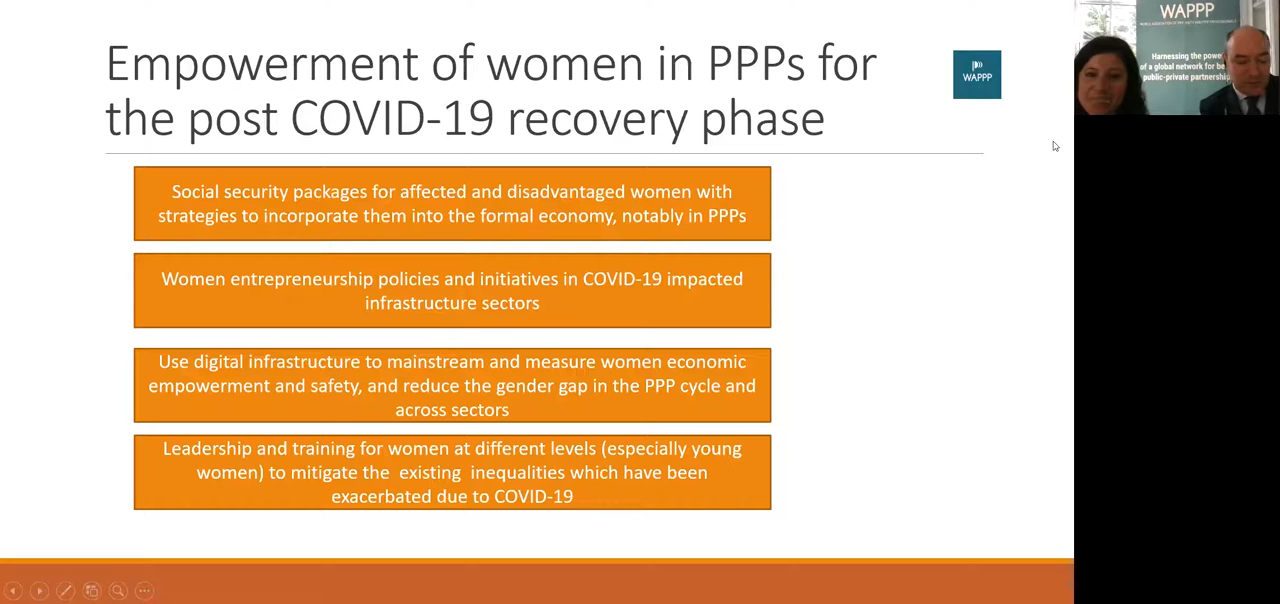 Empowerment of women in PPPs for
the post COVID-19 recovery phase
WAPPP
Social security packages for affected and disadvantaged women with
strategies to incorporate them into the formal economy, notably in PPPs
Women entrepreneurship policies and initiatives in COVID-19 impacted
infrastructure sectors
Use digital infrastructure to mainstream and measure women economic
empowerment and safety, and reduce the gender gap in the PPP cycle and
across sectors
Leadership and training for women at different levels (especially young
women) to mitigate the existing inequalities which have been
exacerbated due to COVID-19
WAPPP
Harnessing the powe
of a global network for be
public-private partnership